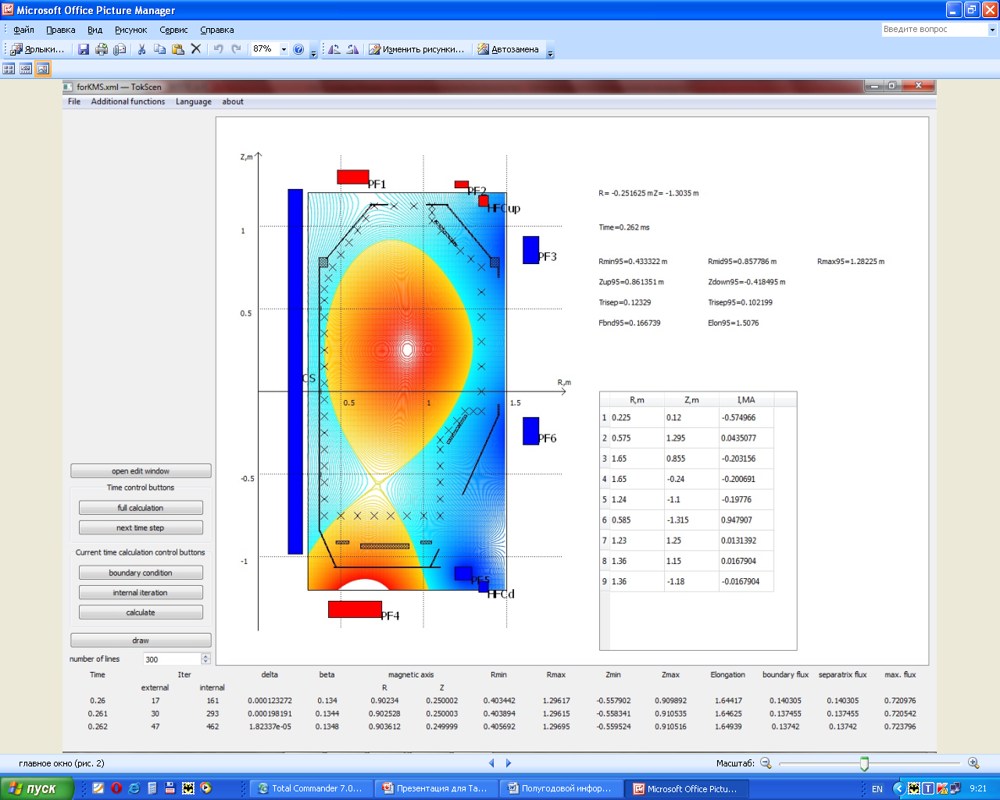 Microsoft Office Picture Manager
Файл Правка Вид Рисунок Сервис Справка
Введите вопрос
Ярлыки... 87% Изменить рисунки... Автозамена
forKMS.xml — TokScen
File Additional functions Language about
Z,m
PF1
PF2
HFCup
R= -0.251625 m Z= -1.3035 m
1
Time=0.262 ms
PF3
Rmin95=0.433322 m Rmid95=0.857786 m Rmax95=1.28225 m
Zup95=0.861351 m Zdown95=-0.418495 m
Trisep=0.12329 Trisep95=0.102199
0.5
Fbnd95=0.166739 Elon95=1.5076
CS
R,m
0.5 1 1.5
R,m Z,m I,MA
1 0.225 0.12 -0.574966
2 0.575 1.295 0.0435077
3 1.65 0.855 -0.203156
4 1.65 -0.24 -0.200691
5 1.24 -1.1 -0.19776
6 0.585 -1.315 0.947907
7 1.23 1.25 0.0131392
8 1.36 1.15 0.0167904
9 1.36 -1.18 -0.0167904
PF6
-0.5
-1
PF5
HFCd
PF4
open edit window
Time control buttons
full calculation
next time step
Current time calculation control buttons
boundary condition
internal iteration
calculate
draw
number of lines 300
Time Iter delta beta magnetic axis Rmin Rmax Zmin Zmax Elongation boundary flux separatrix flux max. flux
external internal R Z
0.26 17 161 0.000123272 0.134 0.90234 0.250002 0.403442 1.29617 -0.557902 0.909892 1.64417 0.140305 0.140305 0.720976
0.261 30 293 0.000198191 0.1344 0.902528 0.250003 0.403894 1.29615 -0.558341 0.910535 1.64625 0.137455 0.137455 0.720542
0.262 47 462 1.82337e-05 0.1348 0.903612 0.249999 0.405692 1.29695 -0.559524 0.910516 1.64939 0.13742 0.13742 0.723796
главное окно (рис. 2) Масштаб:
пуск Total Commander 7.0... Презентация для Та... Полугодовой инфор... Microsoft Office Pictu... EN 9:21